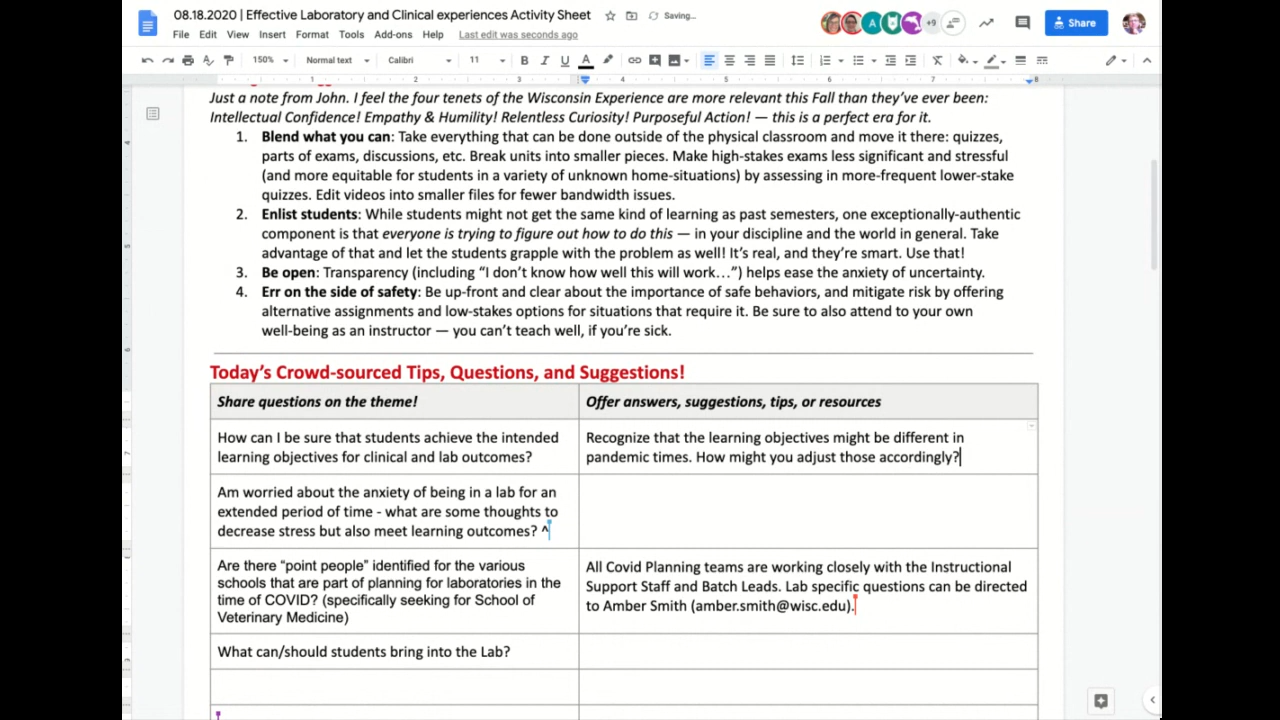 08.18.2020 | Effective Laboratory and Clinical experiences Activity Sheet
Saving...
A
+9
Share
File Edit View Insert Format Tools Add-ons Help Last edit was seconds ago
150% Normal text Calibri 11 B I U A
1 2 3 4 5 6 7 8
Just a note from John. I feel the four tenets of the Wisconsin Experience are more relevant this Fall than they've ever been:
Intellectual Confidence! Empathy & Humility! Relentless Curiosity! Purposeful Action! — this is a perfect era for it.
1. Blend what you can: Take everything that can be done outside of the physical classroom and move it there: quizzes,
parts of exams, discussions, etc. Break units into smaller pieces. Make high-stakes exams less significant and stressful
(and more equitable for students in a variety of unknown home-situations) by assessing in more-frequent lower-stake
quizzes. Edit videos into smaller files for fewer bandwidth issues.
2. Enlist students: While students might not get the same kind of learning as past semesters, one exceptionally-authentic
component is that everyone is trying to figure out how to do this — in your discipline and the world in general. Take
advantage of that and let the students grapple with the problem as well! It's real, and they're smart. Use that!
3. Be open: Transparency (including “I don't know how well this will work…”) helps ease the anxiety of uncertainty.
4. Err on the side of safety: Be up-front and clear about the importance of safe behaviors, and mitigate risk by offering
alternative assignments and low-stakes options for situations that require it. Be sure to also attend to your own
well-being as an instructor — you can't teach well, if you're sick.
Today's Crowd-sourced Tips, Questions, and Suggestions!
Share questions on the theme!
Offer answers, suggestions, tips, or resources
How can I be sure that students achieve the intended
learning objectives for clinical and lab outcomes?
Recognize that the learning objectives might be different in
pandemic times. How might you adjust those accordingly?
Am worried about the anxiety of being in a lab for an
extended period of time - what are some thoughts to
decrease stress but also meet learning outcomes? ^
Are there “point people” identified for the various
schools that are part of planning for laboratories in the
time of COVID? (specifically seeking for School of
Veterinary Medicine)
All Covid Planning teams are working closely with the Instructional
Support Staff and Batch Leads. Lab specific questions can be directed
to Amber Smith (amber.smith@wisc.edu).
What can/should students bring into the Lab?